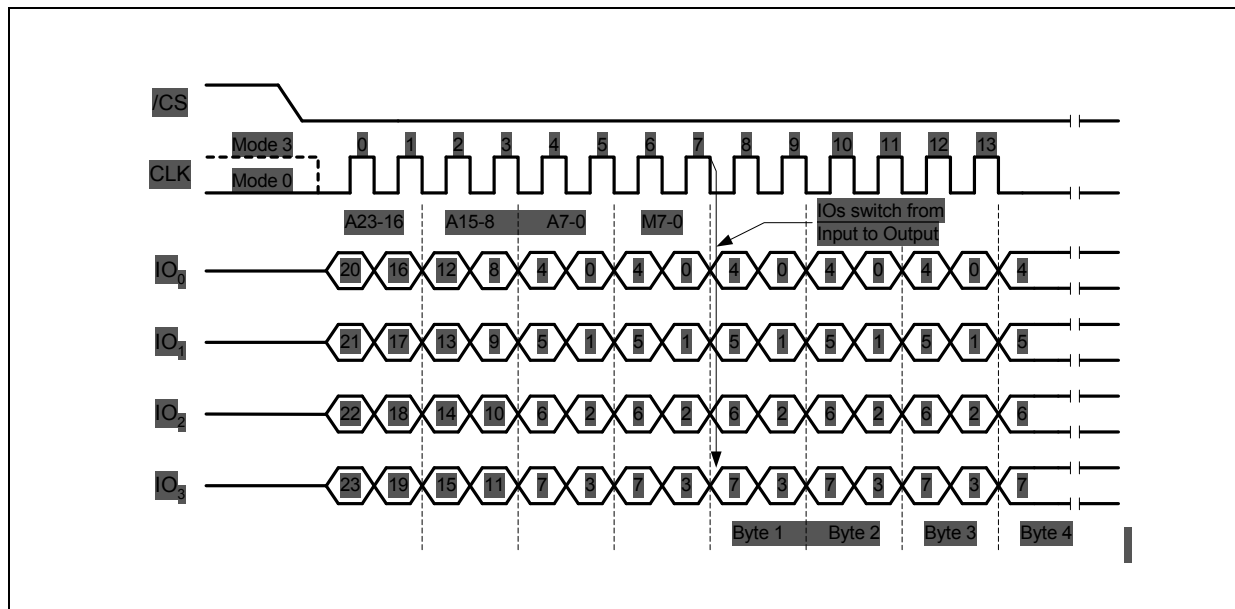 /CS
Mode 3
0 1 2 3 4 5 6 7 8 9 10 11 12 13
CLK
Mode 0
A23-16 A15-8 A7-0 M7-0 IOs switch from
Input to Output
IO0 20 16 12 8 4 0 4 0 4 0 4 0 4 0 4
IO1 21 17 13 9 5 1 5 1 5 1 5 1 5 1 5
IO2 22 18 14 10 6 2 6 2 6 2 6 2 6 2 6
IO3 23 19 15 11 7 3 7 3 7 3 7 3 7 3 7
Byte 1 Byte 2 Byte 3 Byte 4